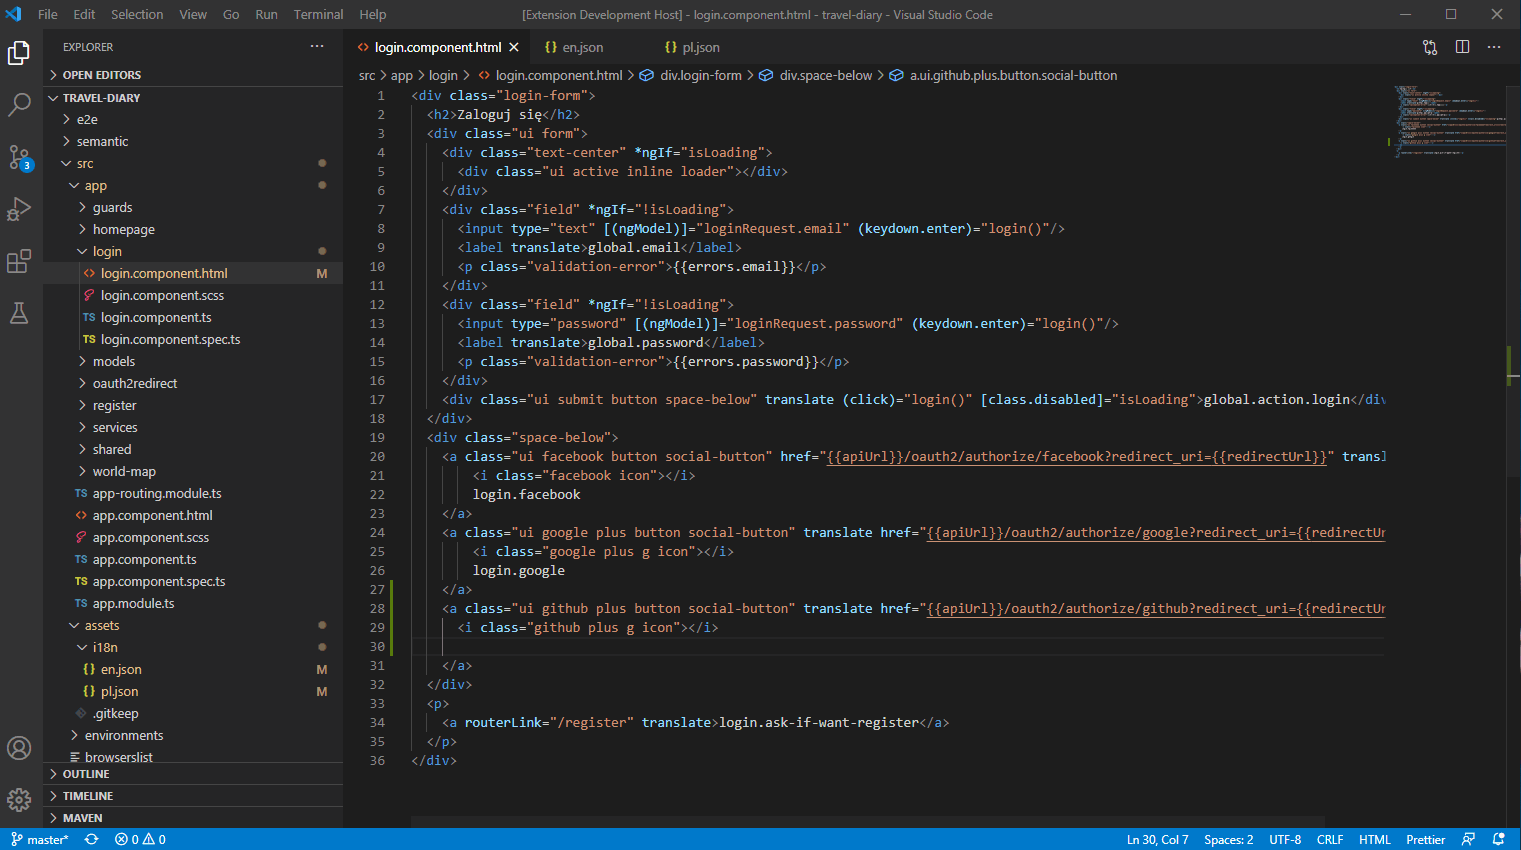 File Edit Selection View Go Run Terminal Help [Extension Development Host] - login.component.html - travel-diary - Visual Studio Code
EXPLORER
OPEN EDITORS
TRAVEL-DIARY
e2e
semantic
src
app
guards
homepage
login
login.component.html M
login.component.scss
TS login.component.ts
TS login.component.spec.ts
models
oauth2redirect
register
services
shared
world-map
TS app-routing.module.ts
app.component.html
app.component.scss
TS app.component.ts
TS app.component.spec.ts
TS app.module.ts
assets
i18n
{} en.json M
{} pl.json M
.gitkeep
environments
browserslist
OUTLINE
TIMELINE
MAVEN
3
login.component.html {} en.json {} pl.json
src > app > login > login.component.html > div.login-form > div.space-below > a.ui.github.plus.button.social-button
1 <div class="login-form">
2 <h2>Zaloguj się</h2>
3 <div class="ui form">
4 <div class="text-center" *ngIf="isLoading">
5 <div class="ui active inline loader"></div>
6 </div>
7 <div class="field" *ngIf="!isLoading">
8 <input type="text" [(ngModel)]="loginRequest.email" (keydown.enter)="login()"/>
9 <label translate>global.email</label>
10 <p class="validation-error">{{errors.email}}</p>
11 </div>
12 <div class="field" *ngIf="!isLoading">
13 <input type="password" [(ngModel)]="loginRequest.password" (keydown.enter)="login()"/>
14 <label translate>global.password</label>
15 <p class="validation-error">{{errors.password}}</p>
16 </div>
17 <div class="ui submit button space-below" translate (click)="login()" [class.disabled]="isLoading">global.action.login</div
18 </div>
19 <div class="space-below">
20 <a class="ui facebook button social-button" href="{{apiUrl}}/oauth2/authorize/facebook?redirect_uri={{redirectUrl}}" transl
21 <i class="facebook icon"></i>
22 login.facebook
23 </a>
24 <a class="ui google plus button social-button" translate href="{{apiUrl}}/oauth2/authorize/google?redirect_uri={{redirectUr
25 <i class="google plus g icon"></i>
26 login.google
27 </a>
28 <a class="ui github plus button social-button" translate href="{{apiUrl}}/oauth2/authorize/github?redirect_uri={{redirectUr
29 <i class="github plus g icon"></i>
30
31 </a>
32 </div>
33 <p>
34 <a routerLink="/register" translate>login.ask-if-want-register</a>
35 </p>
36 </div>
master* 0 0 Ln 30, Col 7 Spaces: 2 UTF-8 CRLF HTML Prettier